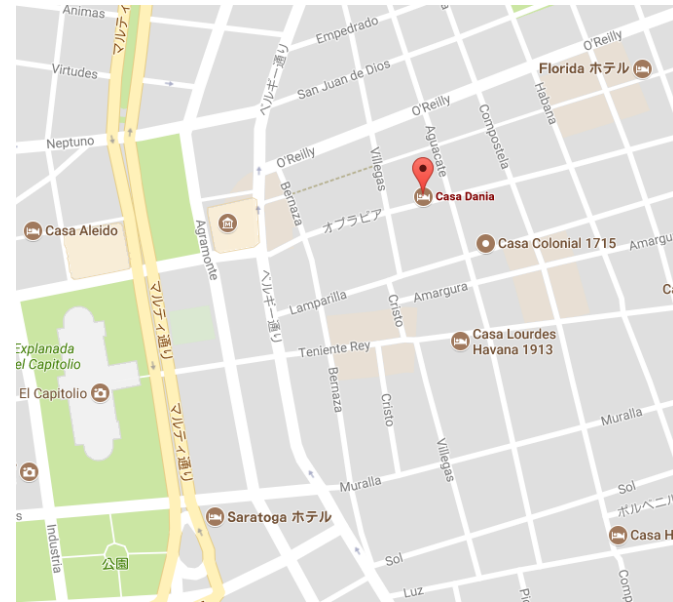 Animas
マルティ
Empedrado
Virtudes
ベルギー通り
San Juan de Dios
O'Reilly
Florida ホテル
Habana
O'Reilly
Compostela
Aguacate
Neptuno
O'Reilly
Villegas
Bernaza
Casa Dania
オブラピア
Casa Aleido
Agramonte
Casa Colonial 1715
Amargura
マルティ通り
ベルギー通り
Lamparilla
Amargura
Cristo
Teniente Rey
Casa Lourdes
Havana 1913
Explanada
el Capitolio
El Capitolio
Bernaza
Cristo
マルティ通り
Muralla
Villegas
Muralla
Sol
Saratoga ホテル
Industria
Casa H
Sol
公園
Luz
Comp